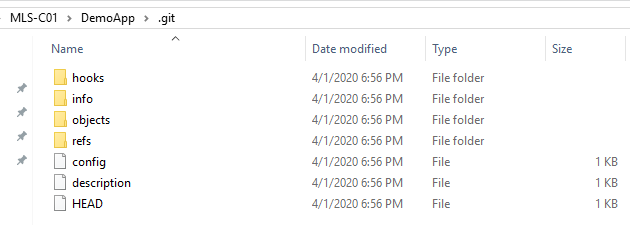 MLS-C01 > DemoApp > .git
Name Date modified Type Size
hooks 4/1/2020 6:56 PM File folder
info 4/1/2020 6:56 PM File folder
objects 4/1/2020 6:56 PM File folder
refs 4/1/2020 6:56 PM File folder
config 4/1/2020 6:56 PM File 1 KB
description 4/1/2020 6:56 PM File 1 KB
HEAD 4/1/2020 6:56 PM File 1 KB